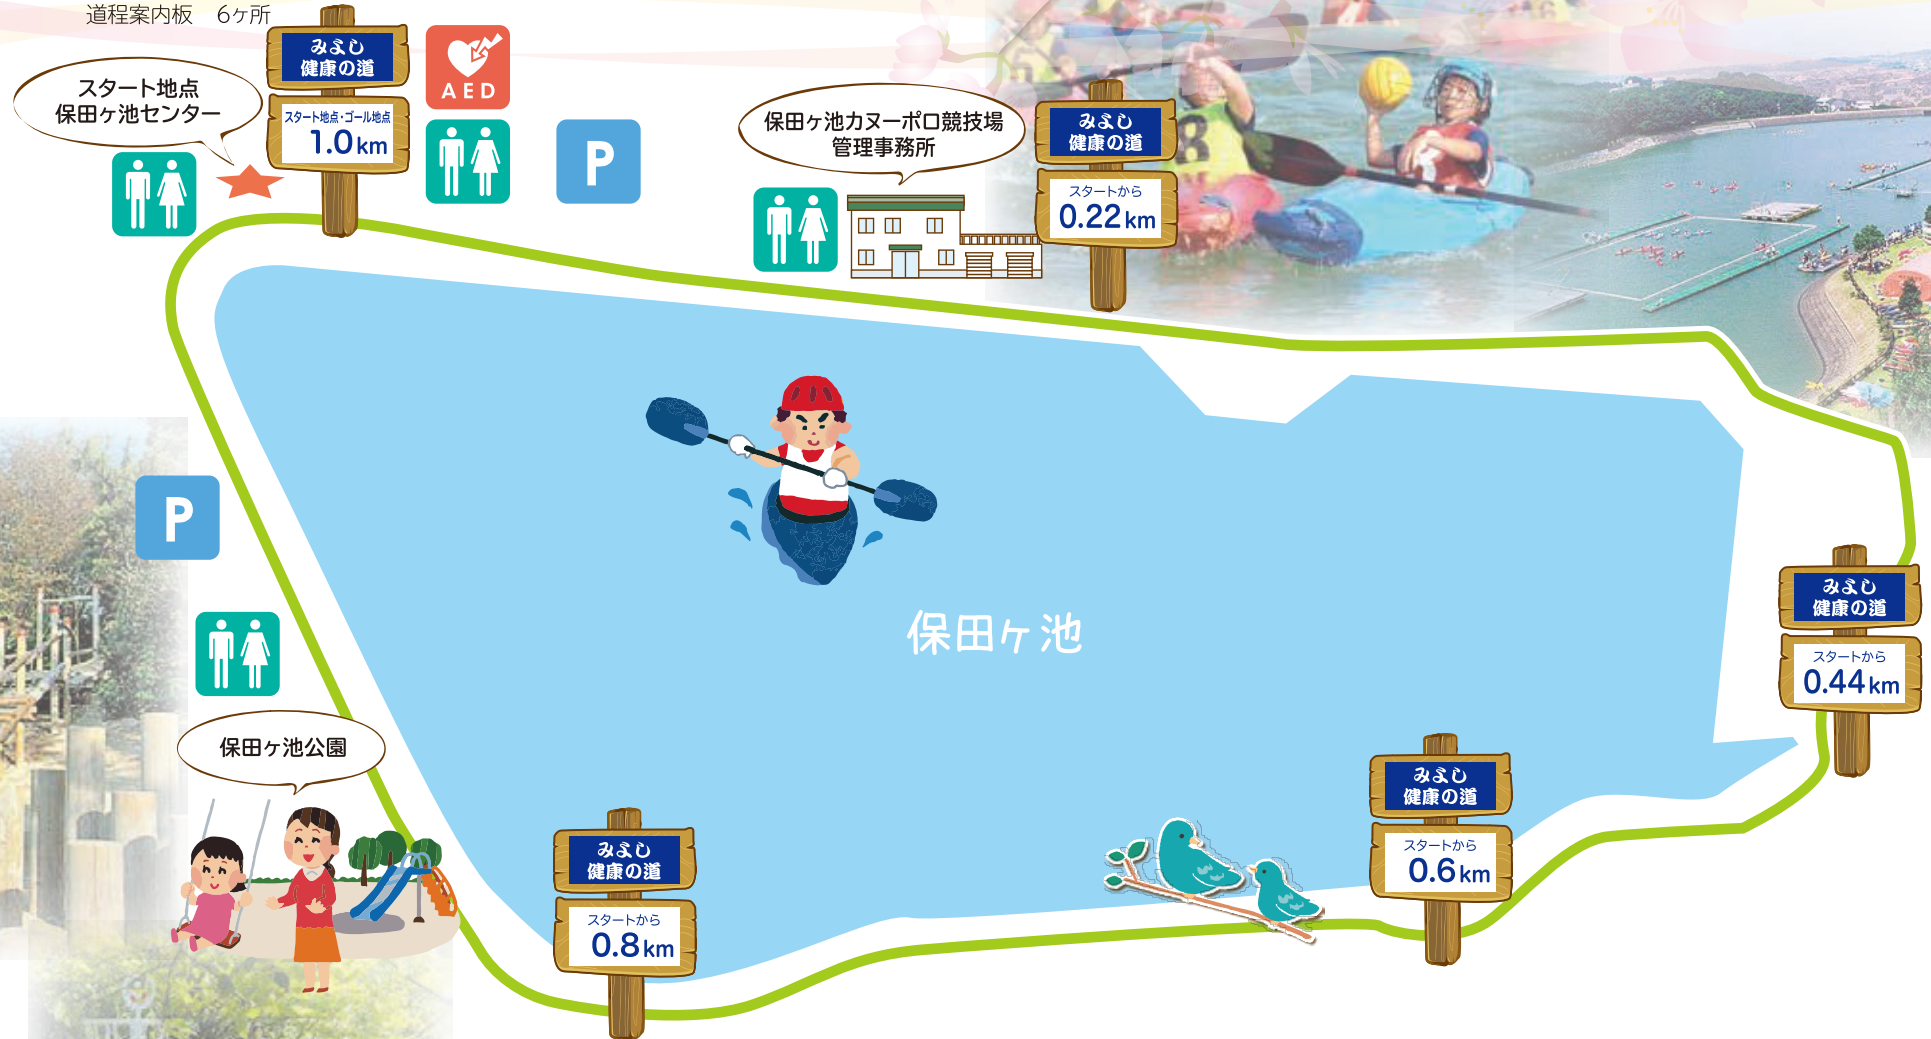 道程案内板　6ヶ所
スタート地点
保田ヶ池センター
みよし
健康の道
スタート地点・ゴール地点
1.0km
AED
P
保田ヶ池カヌーポロ競技場
管理事務所
みよし
健康の道
スタートから
0.22km
8
P
保田ヶ池
みよし
健康の道
スタートから
0.44km
保田ヶ池公園
みよし
健康の道
スタートから
0.6km
みよし
健康の道
スタートから
0.8km